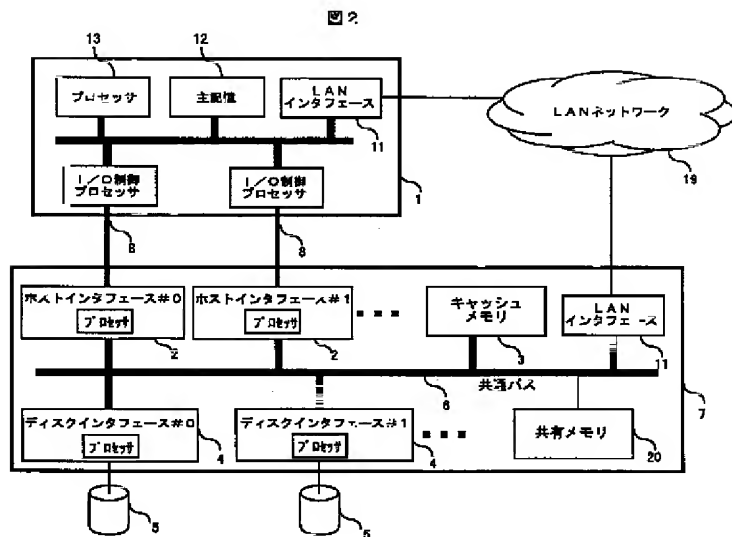 図2
13
12
プロセッサ
主記憶
LAN
インタフェース
11
LANネットワーク
19
I/O制御
プロセッサ
I/O制御
プロセッサ
1
8
8
ホストインタフェース#0
プロセッサ
2
ホストインタフェース#1
プロセッサ
2
キャッシュ
メモリ
3
LAN
インタフェース
11
共通バス
6
7
ディスクインタフェース#0
プロセッサ
4
ディスクインタフェース#1
プロセッサ
4
共有メモリ
20
5
5